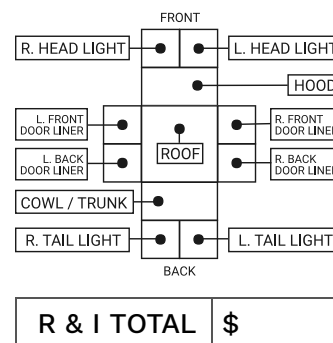 FRONT
R. HEAD LIGHT
L. HEAD LIGHT
HOOD
L. FRONT
DOOR LINER
R. FRONT
DOOR LINER
ROOF
L. BACK
DOOR LINER
R. BACK
DOOR LINER
COWL / TRUNK
R. TAIL LIGHT
L. TAIL LIGHT
BACK
R & I TOTAL $